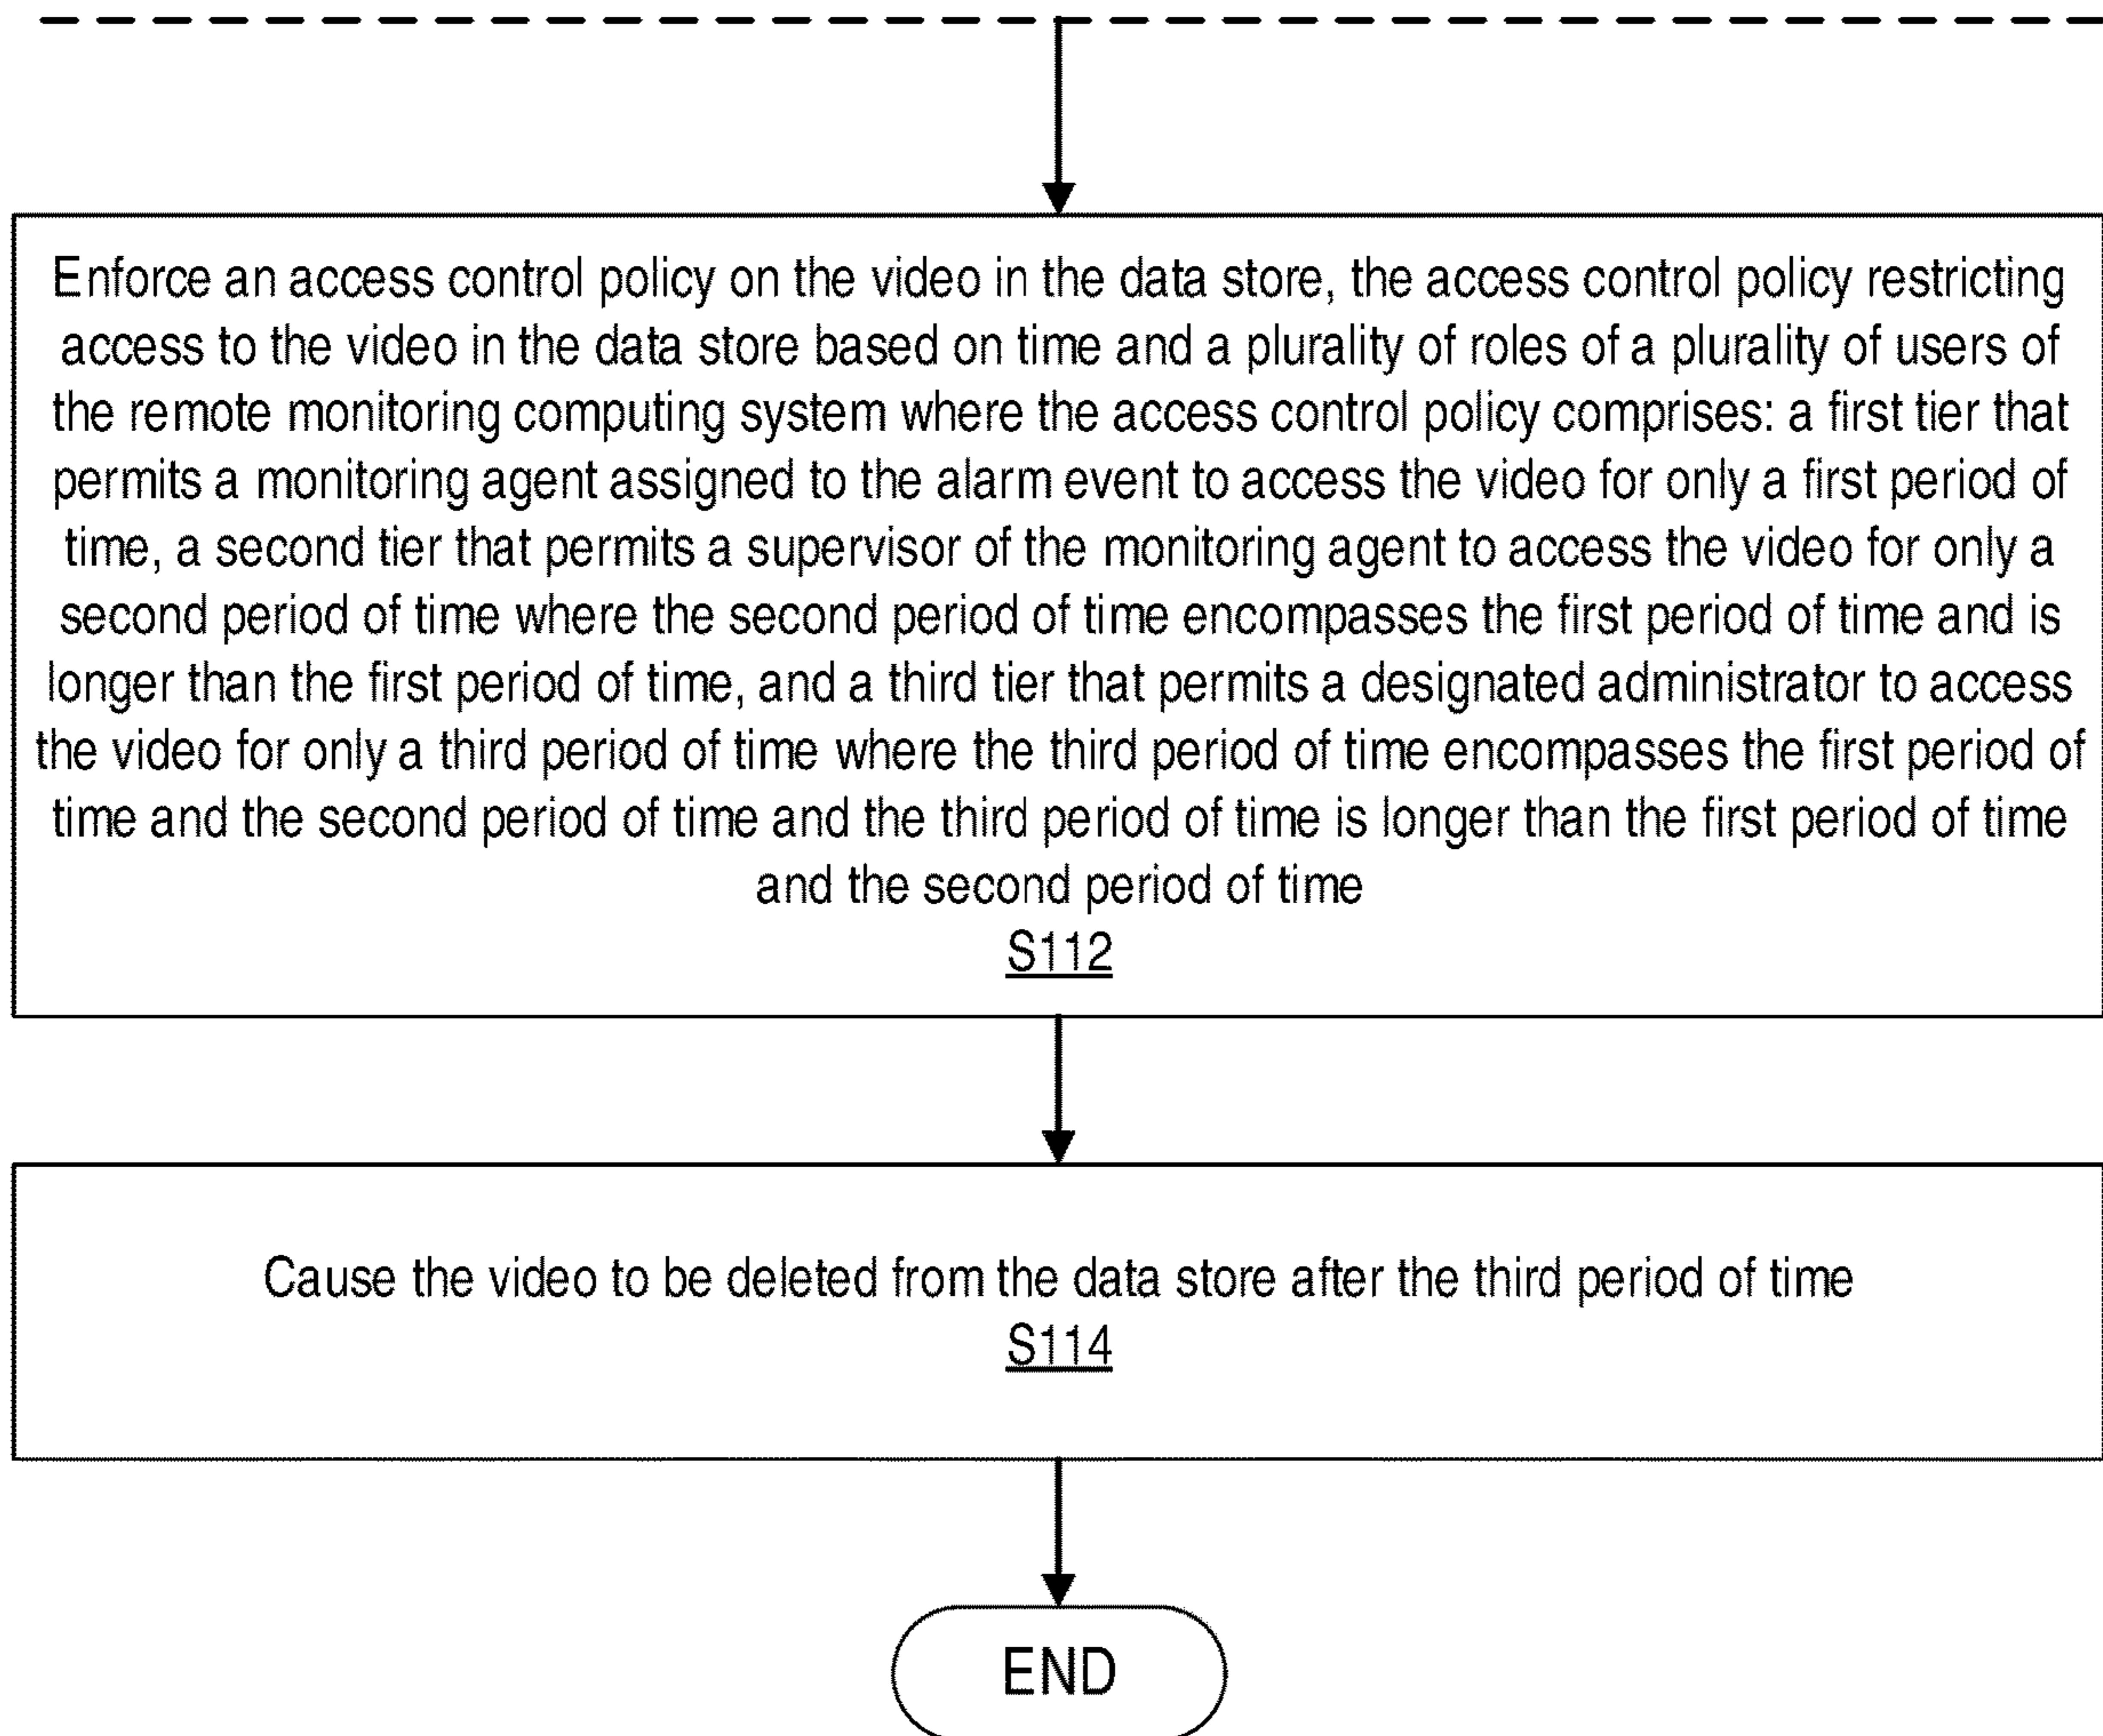 Enforce an access control policy on the video in the data store, the access control policy restricting
access to the video in the data store based on time and a plurality of roles of a plurality of users of
the remote monitoring computing system where the access control policy comprises: a first tier that
permits a monitoring agent assigned to the alarm event to access the video for only a first period of
time, a second tier that permits a supervisor of the monitoring agent to access the video for only a
second period of time where the second period of time encompasses the first period of time and is
longer than the first period of time, and a third tier that permits a designated administrator to access
the video for only a third period of time where the third period of time encompasses the first period of
time and the second period of time and the third period of time is longer than the first period of time
and the second period of time
S112
Cause the video to be deleted from the data store after the third period of time
S114
END